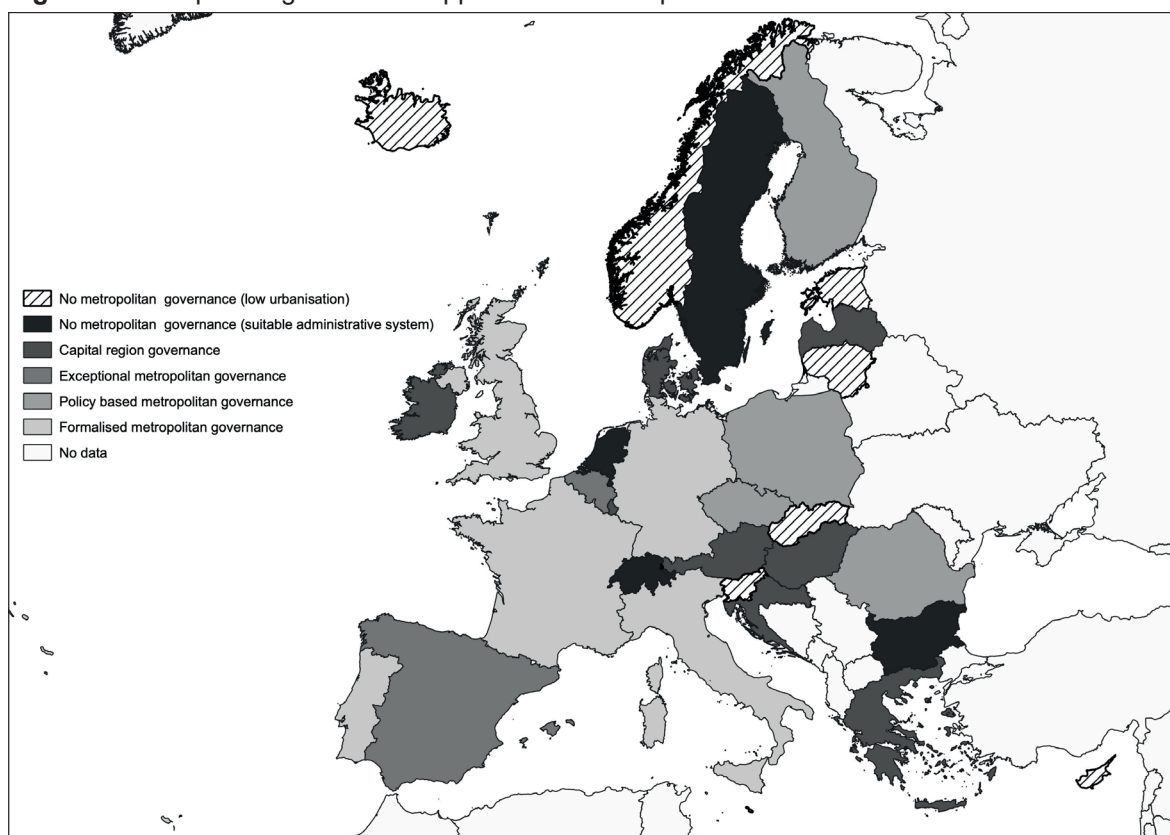 No metropolitan governance (low urbanisation)
No metropolitan governance (suitable administrative system)
Capital region governance
Exceptional metropolitan governance
Policy based metropolitan governance
Formalised metropolitan governance
No data